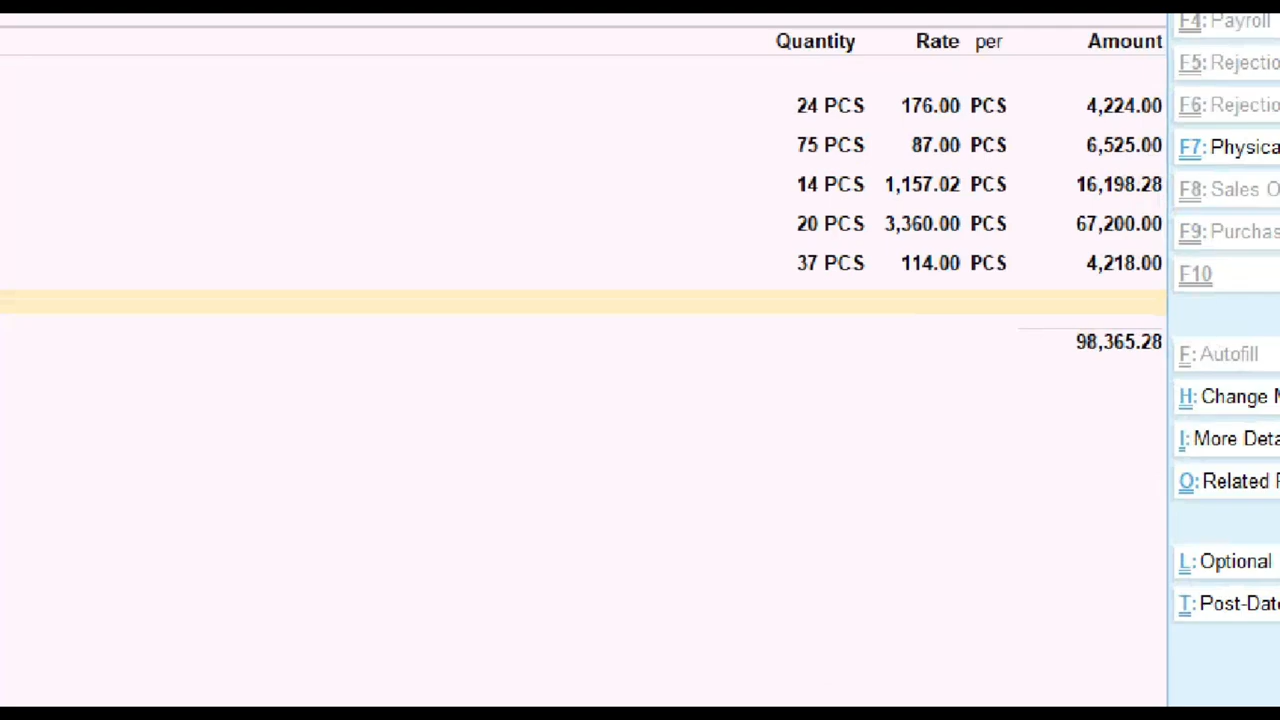 Quantity Rate per Amount
24 PCS 176.00 PCS 4,224.00
75 PCS 87.00 PCS 6,525.00
14 PCS 1,157.02 PCS 16,198.28
20 PCS 3,360.00 PCS 67,200.00
37 PCS 114.00 PCS 4,218.00
98,365.28
F4: Payroll
F5: Rejectio
F6: Rejectio
F7: Physica
F8: Sales O
F9: Purchas
F10
F: Autofill
H: Change
I: More Deta
O: Related
L: Optional
T: Post-Date